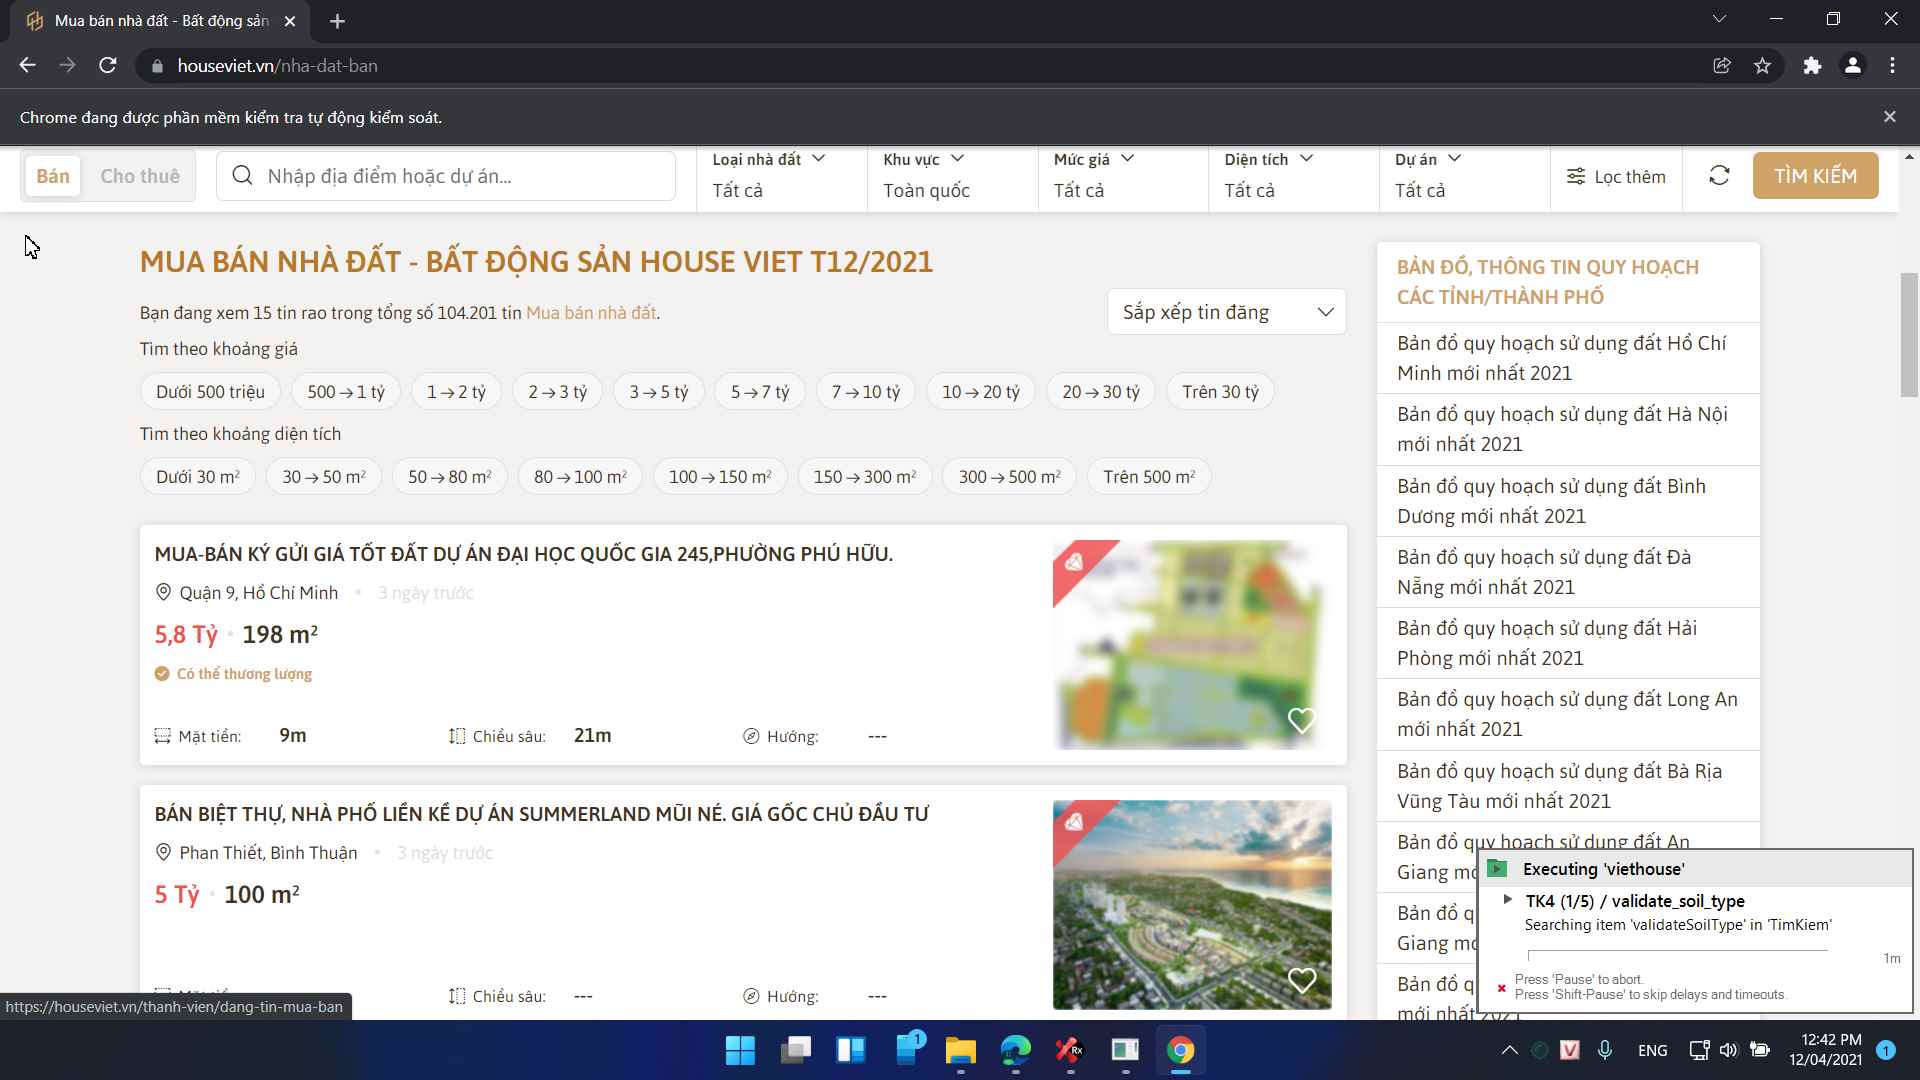 Mua bán nhà đất - Bất động sản
houseviet.vn/nha-dat-ban
Chrome đang được phần mềm kiểm tra tự động kiểm soát.
Bán
Cho thuê
Nhập địa điểm hoặc dự án...
Loại nhà đất
Tất cả
Khu vực
Toàn quốc
Mức giá
Tất cả
Diện tích
Tất cả
Dự án
Tất cả
Lọc thêm
TÌM KIẾM
MUA BÁN NHÀ ĐẤT - BẤT ĐỘNG SẢN HOUSE VIET T12/2021
Bạn đang xem 15 tin rao trong tổng số 104.201 tin Mua bán nhà đất.
Sắp xếp tin đăng
Tìm theo khoảng giá
Dưới 500 triệu
500 → 1 tỷ
1 → 2 tỷ
2 → 3 tỷ
3 → 5 tỷ
5 → 7 tỷ
7 → 10 tỷ
10 → 20 tỷ
20 → 30 tỷ
Trên 30 tỷ
Tìm theo khoảng diện tích
Dưới 30 m²
30 → 50 m²
50 → 80 m²
80 → 100 m²
100 → 150 m²
150 → 300 m²
300 → 500 m²
Trên 500 m²
MUA-BÁN KÝ GỬI GIÁ TỐT ĐẤT DỰ ÁN ĐẠI HỌC QUỐC GIA 245,PHƯỜNG PHÚ HỮU.
Quận 9, Hồ Chí Minh • 3 ngày trước
5,8 Tỷ • 198 m²
Có thể thương lượng
Mặt tiền: 9m
Chiều sâu: 21m
Hướng: ---
BÁN BIỆT THỰ, NHÀ PHỐ LIỀN KỀ DỰ ÁN SUMMERLAND MŨI NÉ. GIÁ GỐC CHỦ ĐẦU TƯ
Phan Thiết, Bình Thuận • 3 ngày trước
5 Tỷ • 100 m²
Chiều sâu: ---
Hướng: ---
BẢN ĐỒ, THÔNG TIN QUY HOẠCH
CÁC TỈNH/THÀNH PHỐ
Bản đồ quy hoạch sử dụng đất Hồ Chí
Minh mới nhất 2021
Bản đồ quy hoạch sử dụng đất Hà Nội
mới nhất 2021
Bản đồ quy hoạch sử dụng đất Bình
Dương mới nhất 2021
Bản đồ quy hoạch sử dụng đất Đà
Nẵng mới nhất 2021
Bản đồ quy hoạch sử dụng đất Hải
Phòng mới nhất 2021
Bản đồ quy hoạch sử dụng đất Long An
mới nhất 2021
Bản đồ quy hoạch sử dụng đất Bà Rịa
Vũng Tàu mới nhất 2021
Bản đồ quy hoạch sử dụng đất An
Giang
Bản đồ
Giang
Bản đồ
mới nhất 2021
Executing 'viethouse'
TK4 (1/5) / validate_soil_type
Searching item 'validateSoilType' in 'TimKiem'
1m
Press 'Pause' to abort.
Press 'Shift-Pause' to skip delays and timeouts.
https://houseviet.vn/thanh-vien/dang-tin-mua-ban
1
Rx
V
ENG
12:42 PM
12/04/2021
1